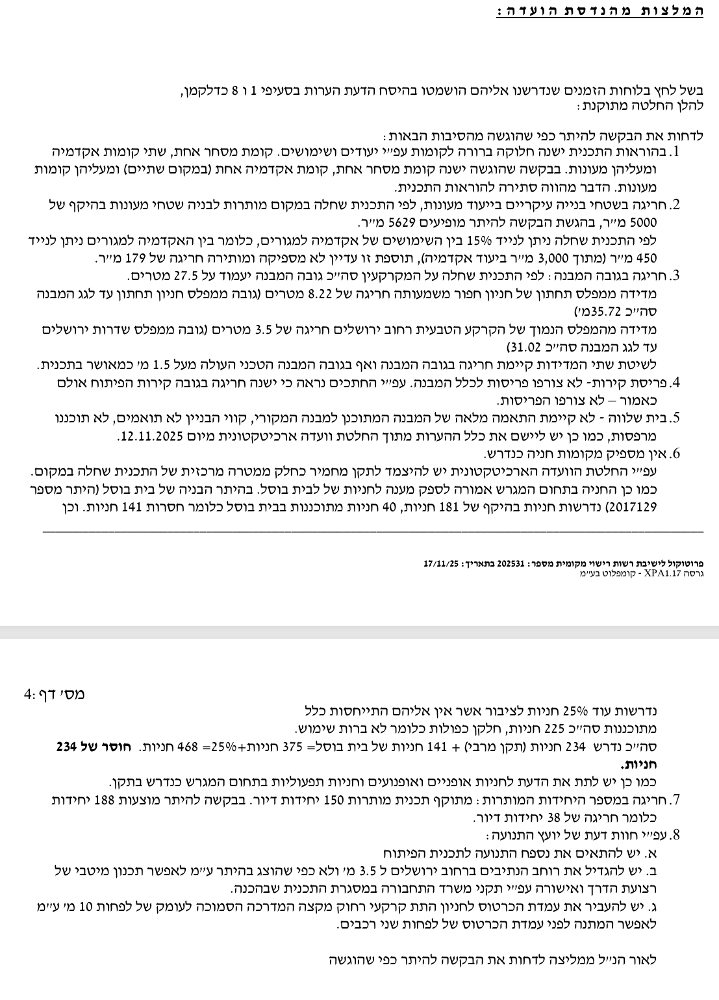 המלצות מהנדסת הועדה:
בשל לחץ בלוחות הזמנים שנדרשנו אליהם הושמטו בהיסח הדעת הערות בסעיפי 1 ו 8 כדלקמן,
להלן החלטה מתוקנת:
לדחות את הבקשה להיתר כפי שהוגשה מהסיבות הבאות:
1. בהוראות התכנית ישנה חלוקה ברורה לקומות עפ״י יעודים ושימושים. קומת מסחר אחת, שתי קומות אקדמיה
ומעליהן מעונות. בבקשה שהוגשה ישנה קומת מסחר אחת, קומת אקדמיה אחת (במקום שתיים) ומעליהן קומות
מעונות. הדבר מהווה סתירה להוראות התכנית.
2. חריגה בשטחי בנייה עיקריים בייעוד מעונות, לפי התכנית שחלה במקום מותרות לבניה שטחי מעונות בהיקף של
5000 מ״ר, בהגשת הבקשה להיתר מופיעים 5629 מ״ר.
לפי התכנית שחלה ניתן לנייד 15% בין השימושים של אקדמיה למגורים, כלומר בין האקדמיה למגורים ניתן לנייד
450 מ״ר (מתוך 3,000 מ״ר ביעוד אקדמיה), תוספת זו עדיין לא מספיקה ומותירה חריגה של 179 מ״ר.
3. חריגה בגובה המבנה: לפי התכנית שחלה על המקרקעין סה״כ גובה המבנה יעמוד על 27.5 מטרים.
מדידה ממפלס תחתון של חניון חפור משמעותה חריגה של 8.22 מטרים (גובה ממפלס חניון תחתון עד לגג המבנה
סה״כ 35.72מ׳)
מדידה מהמפלס הנמוך של הקרקע הטבעית רחוב ירושלים חריגה של 3.5 מטרים (גובה ממפלס שדרות ירושלים
עד לגג המבנה סה״כ 31.02)
לשיטת שתי המדידות קיימת חריגה בגובה המבנה ואף בגובה המבנה הטכני העולה מעל 1.5 מ׳ כמאושר בתכנית.
4. פריסת קירות- לא צורפו פריסות לכלל המבנה. עפ״י החתכים נראה כי ישנה חריגה בגובה קירות הפיתוח אולם
כאמור – לא צורפו הפריסות.
5. בית שלווה - לא קיימת התאמה מלאה של המבנה המתוכנן למבנה המקורי, קווי הבניין לא תואמים, לא תוכננו
מרפסות, כמו כן יש ליישם את כלל ההערות מתוך החלטת וועדה ארכיטקטונית מיום 12.11.2025.
6. אין מספיק מקומות חניה כנדרש.
עפ״י החלטת הוועדה הארכיטקטונית יש להיצמד לתקן מחמיר כחלק ממטרה מרכזית של התכנית שחלה במקום.
כמו כן החניה בתחום המגרש אמורה לספק מענה לחניות של לבית בוסל. בהיתר הבניה של בית בוסל (היתר מספר
2017129) נדרשות חניות בהיקף של 181 חניות, 40 חניות מתוכננות בבית בוסל כלומר חסרות 141 חניות. וכן
פרוטוקול לישיבת רשות רישוי מקומית מספר: 202531 בתאריך: 17/11/25
גרסה XPA1.17 - קומפלוט בע״מ
מס׳ דף: 4
נדרשות עוד 25% חניות לציבור אשר אין אליהם התייחסות כלל
מתוכננות סה״כ 225 חניות, חלקן כפולות כלומר לא ברות שימוש.
סה״כ נדרש 234 חניות (תקן מרבי) + 141 חניות של בית בוסל= 375 חניות+25%= 468 חניות. חוסר של 234
חניות.
כמו כן יש לתת את הדעת לחניות אופניים ואופנועים וחניות תפעוליות בתחום המגרש כנדרש בתקן.
7. חריגה במספר היחידות המותרות: מתוקף תכנית מותרות 150 יחידות דיור. בבקשה להיתר מוצעות 188 יחידות
כלומר חריגה של 38 יחידות דיור.
8. עפ״י חוות דעת של יועץ התנועה:
א. יש להתאים את נספח התנועה לתכנית הפיתוח
ב. יש להגדיל את רוחב הנתיבים ברחוב ירושלים ל 3.5 מ׳ ולא כפי שהוצג בהיתר ע״מ לאפשר תכנון מיטבי של
רצועת הדרך ואישורה עפ״י תקני משרד התחבורה במסגרת התכנית שבהכנה.
ג. יש להעביר את עמדת הכרטוס לחניון התת קרקעי רחוק מקצה המדרכה הסמוכה לעומק של לפחות 10 מ׳ ע״מ
לאפשר המתנה לפני עמדת הכרטוס של לפחות שני רכבים.
לאור הנ״ל ממליצה לדחות את הבקשה להיתר כפי שהוגשה